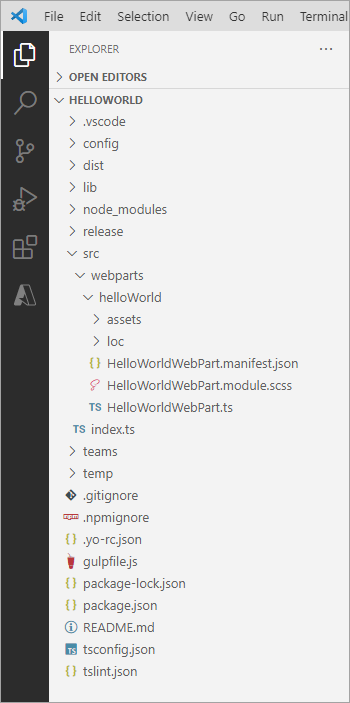 File Edit Selection View Go Run Terminal
EXPLORER
OPEN EDITORS
HELLOWORLD
.vscode
config
dist
lib
node_modules
release
src
webparts
helloWorld
assets
loc
{} HelloWorldWebPart.manifest.json
HelloWorldWebPart.module.scss
TS HelloWorldWebPart.ts
TS index.ts
teams
temp
.gitignore
npm .npmignore
{} .yo-rc.json
gulpfile.js
{} package-lock.json
{} package.json
README.md
TS tsconfig.json
{} tslint.json